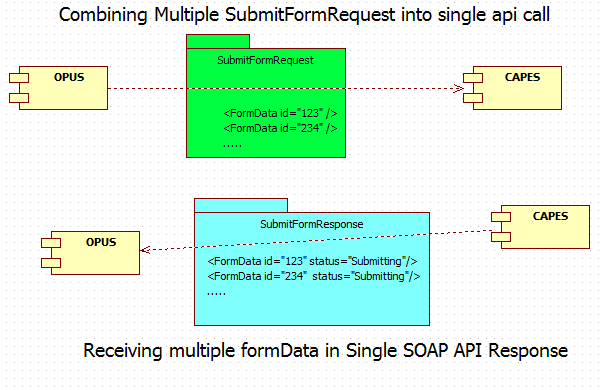 Combining Multiple SubmitFormRequest into single api call
SubmitFormRequest
OPUS
CAPES
<FormData id="123" />
<FormData id="234" />
.....
SubmitFormResponse
OPUS
CAPES
<FormData id="123" status="Submitting"/>
<FormData id="234"  status="Submitting"/>
.....
Receiving multiple formData in Single SOAP API Response